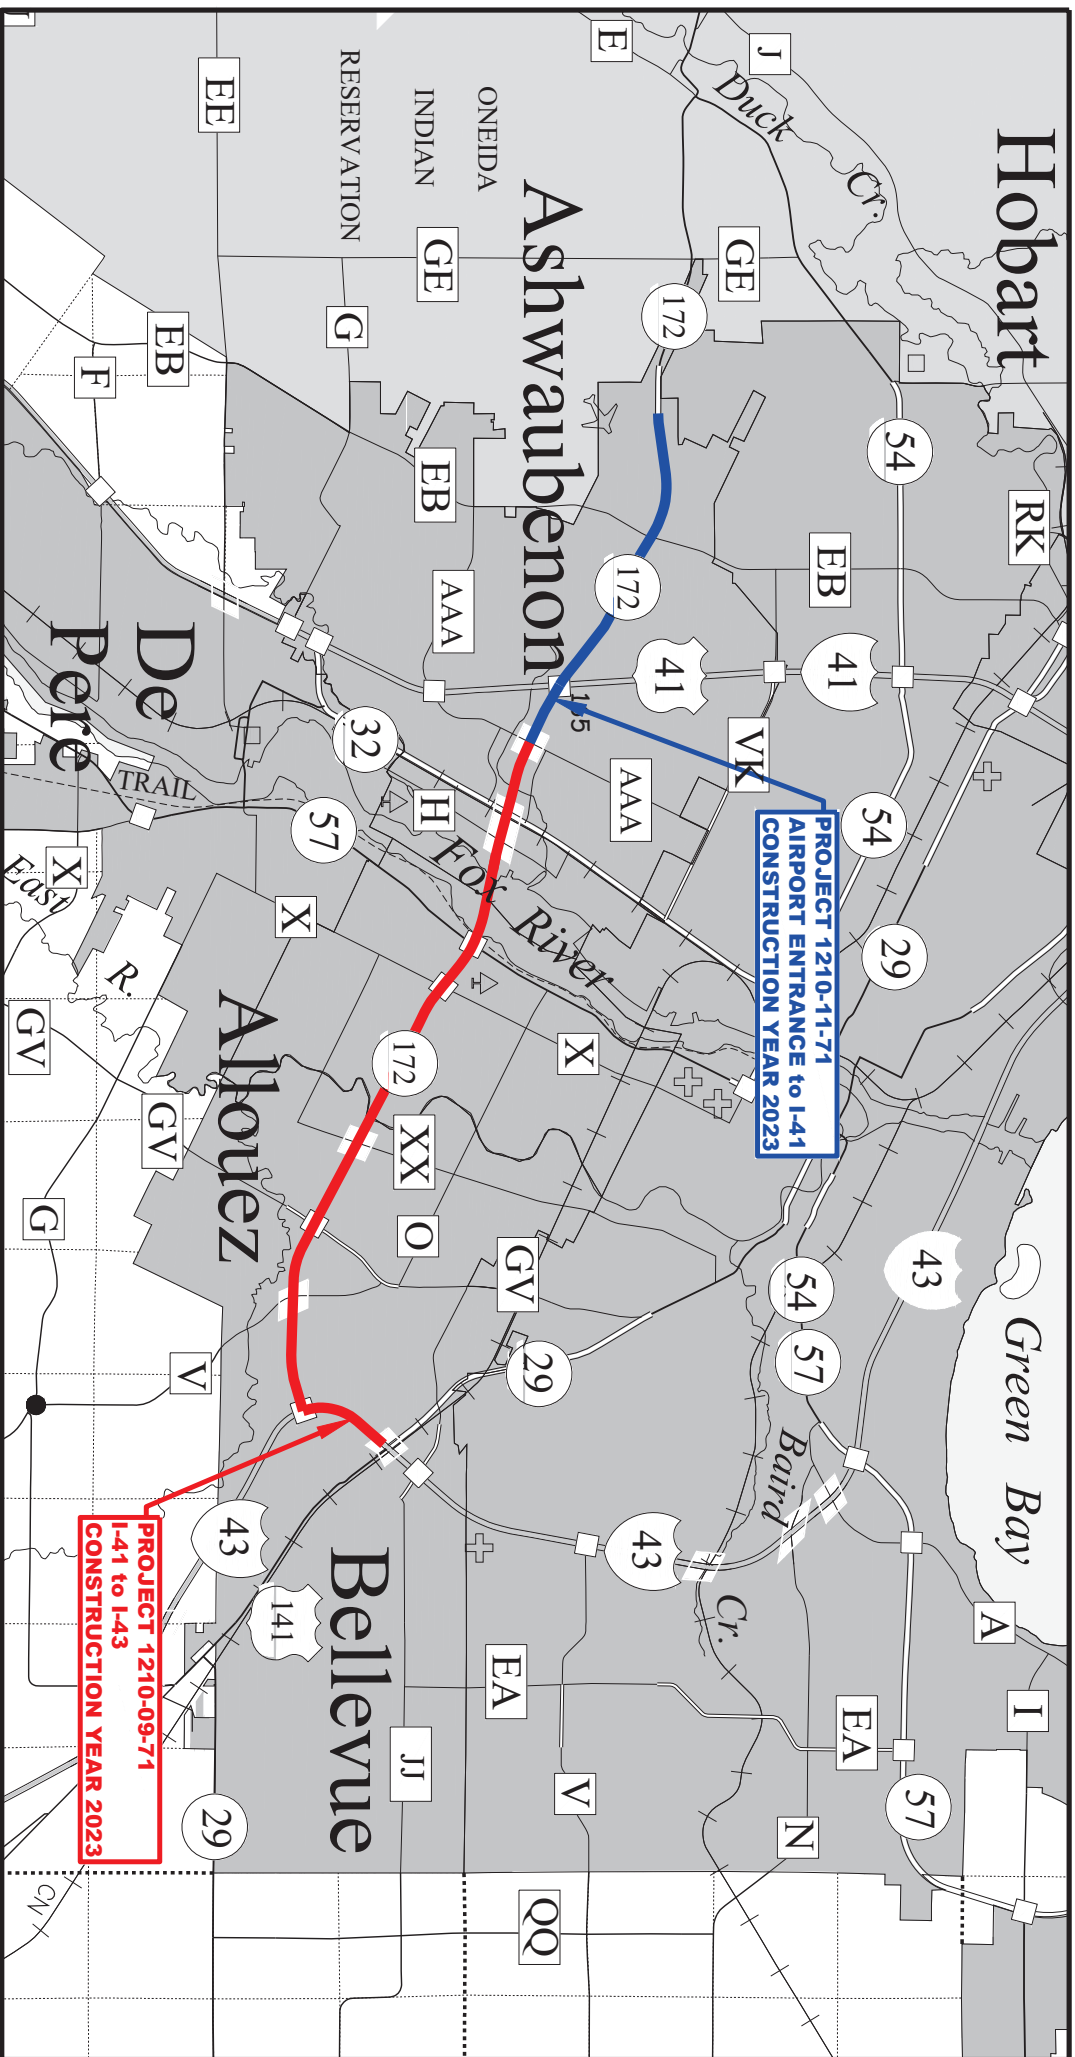 Hobart
J
E
Duck
Cr.
GE
172
54
RK
EE
ONEIDA
INDIAN
RESERVATION
GE
G
EB
F
Ashwaubenon
EB
AAA
172
EB
41
41
De
Pere
TRAIL
32
57
H
AAA
VK
54
29
PROJECT 1210-11-71
AIRPORT ENTRANCE to I-41
CONSTRUCTION YEAR 2023
Fox River
X
East
R.
X
GV
GV
G
Allouez
172
X
XX
O
GV
29
V
43
54
57
Green Bay
Baird
Cr.
43
43
141
Bellevue
PROJECT 1210-09-71
I-41 to I-43
CONSTRUCTION YEAR 2023
EA
JJ
V
A
I
EA
N
57
29
CN
QQ